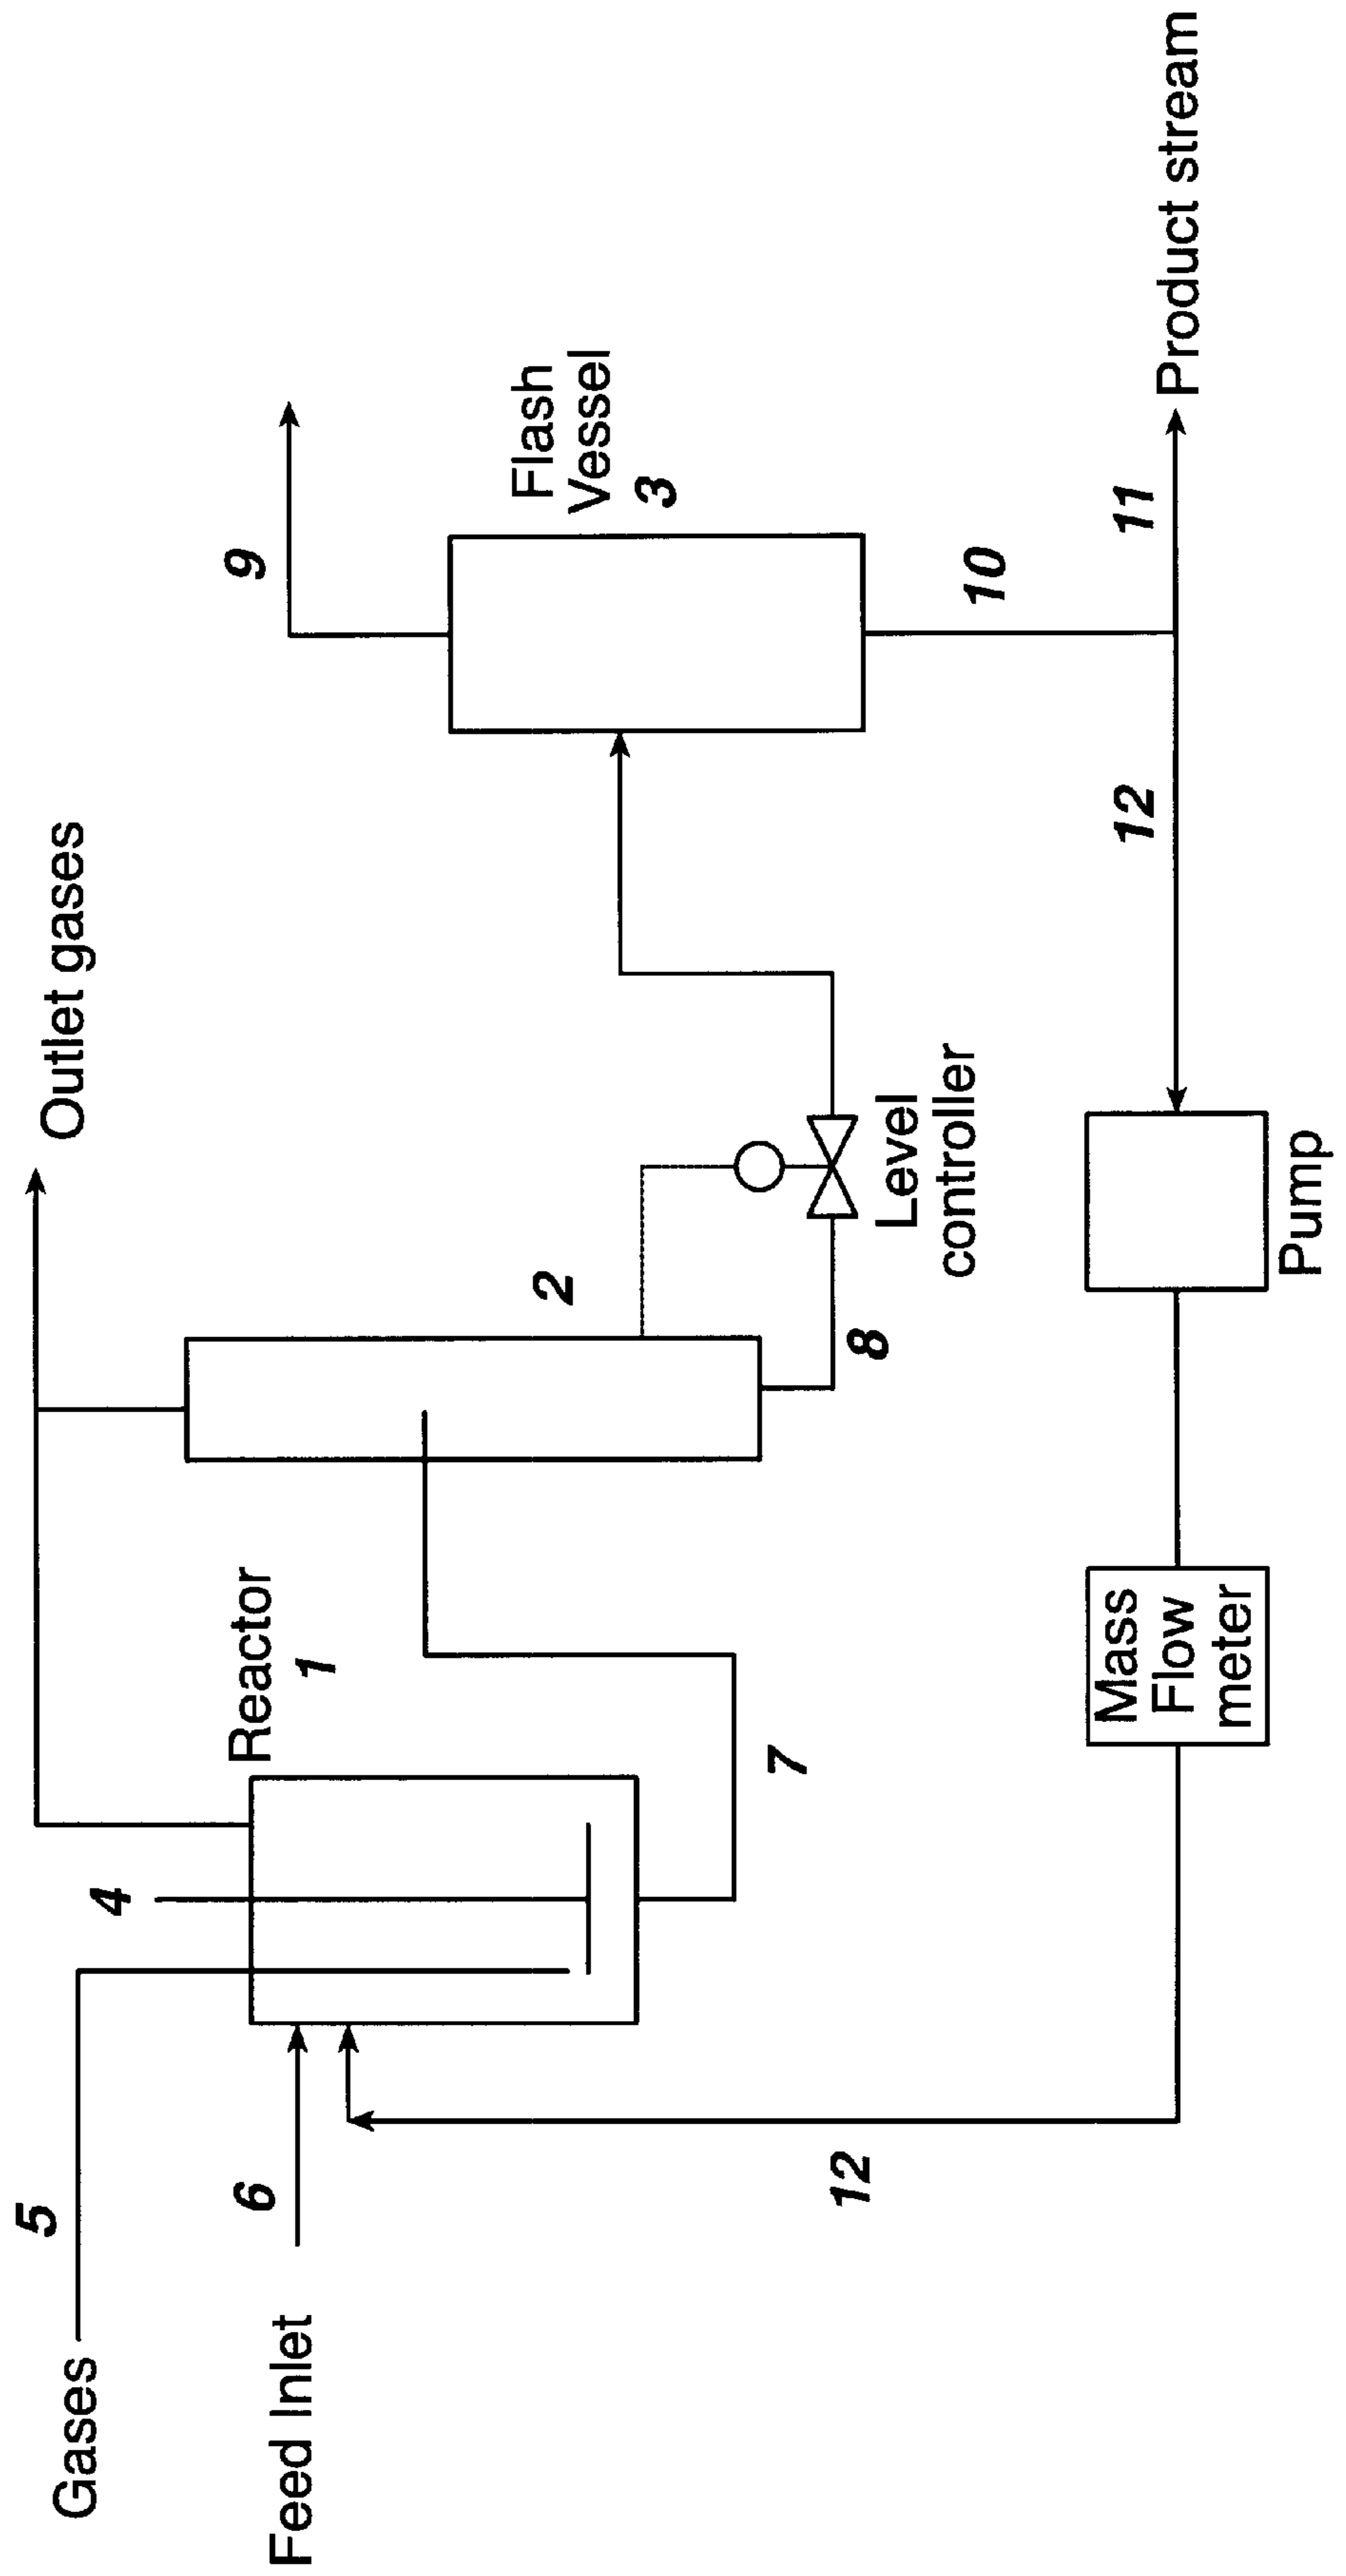 Outlet gases
5
Gases
4
Reactor
1
6
Feed Inlet
2
9
Flash
Vessel
3
7
8
Level
controller
10
12
12
11
Product stream
Mass
Flow
meter
Pump